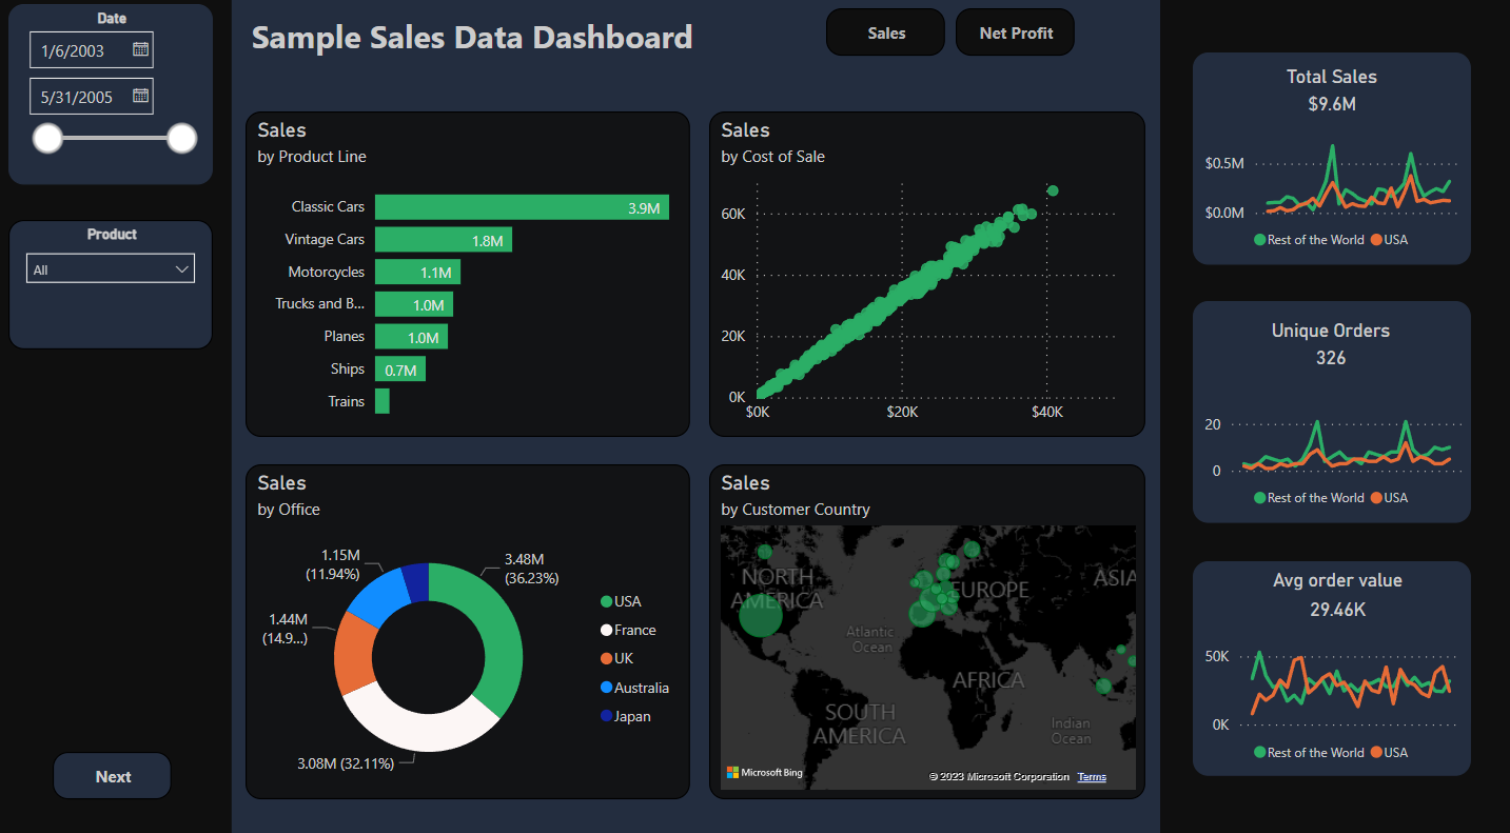 Date
1/6/2003
5/31/2005
Product
All
Next
Sample Sales Data Dashboard
Sales
Net Profit
Sales
by Product Line
Classic Cars
3.9M
Vintage Cars
1.8M
Motorcycles
1.1M
Trucks and B...
1.0M
Planes
1.0M
Ships
0.7M
Trains
Sales
by Cost of Sale
60K
40K
20K
0K
$0K
$20K
$40K
Sales
by Office
1.15M
(11.94%)
3.48M
(36.23%)
1.44M
(14.9...)
3.08M (32.11%)
USA
France
UK
Australia
Japan
Sales
by Customer Country
NORTH
AMERICA
EUROPE
ASIA
Atlantic
Ocean
AFRICA
SOUTH
AMERICA
Indian
Ocean
Microsoft Bing
© 2023 Microsoft Corporation Terms
Total Sales
$9.6M
$0.5M
$0.0M
Rest of the World USA
Unique Orders
326
20
0
Rest of the World USA
Avg order value
29.46K
50K
0K
Rest of the World USA